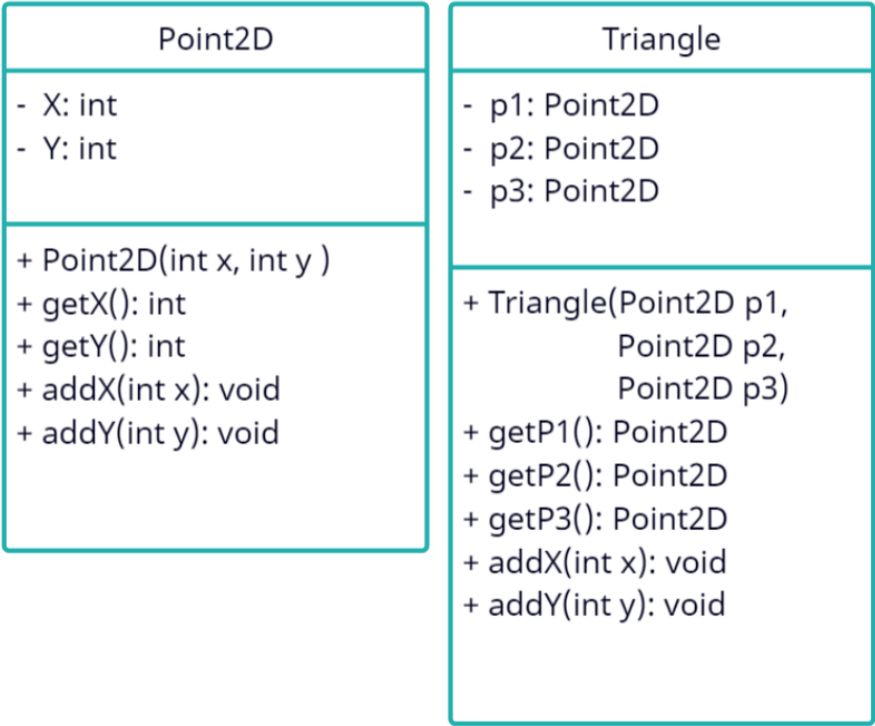 Point2D
- X: int
- Y: int
+ Point2D(int x, int y )
+ getX(): int
+ getY(): int
+ addX(int x): void
+ addY(int y): void
Triangle
- p1: Point2D
- p2: Point2D
- p3: Point2D
+ Triangle(Point2D p1,
Point2D p2,
Point2D p3)
+ getP1(): Point2D
+ getP2(): Point2D
+ getP3(): Point2D
+ addX(int x): void
+ addY(int y): void